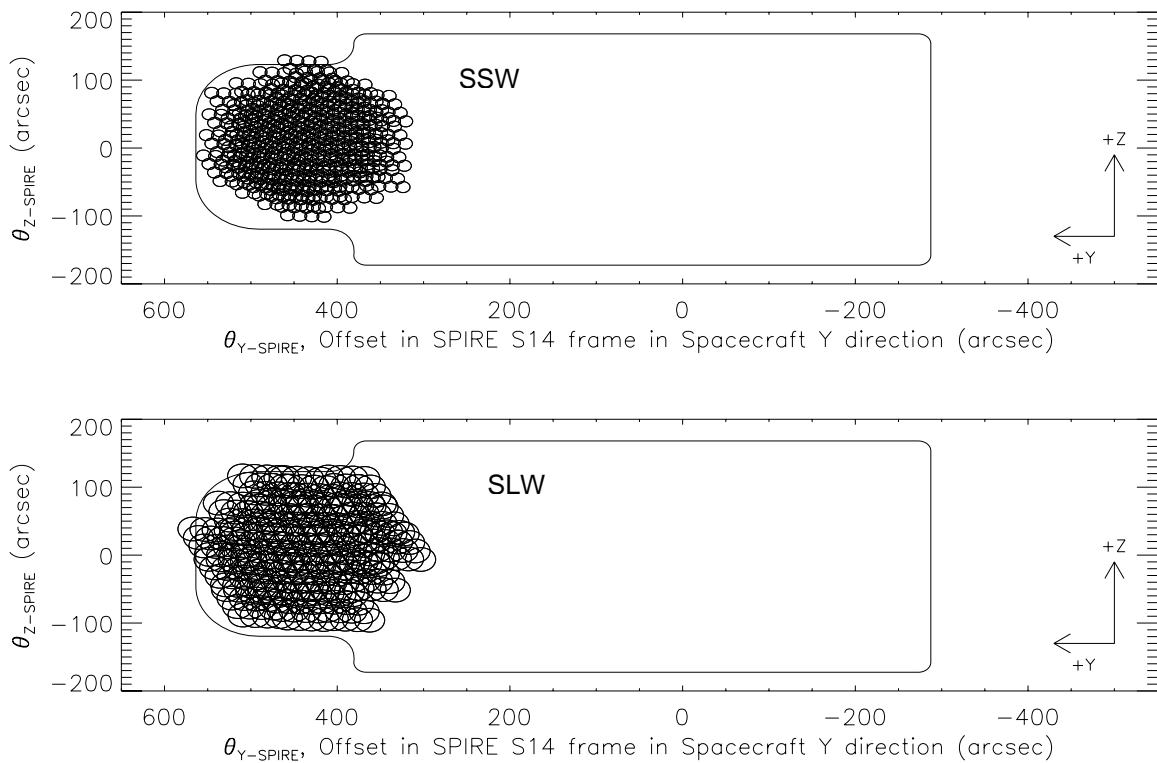 200
100
0
−100
−200
θZ−SPIRE (arcsec)
SSW
+Z
+Y
600 400 200 0 −200 −400
θY−SPIRE, Offset in SPIRE S14 frame in Spacecraft Y direction (arcsec)
200
100
0
−100
−200
θZ−SPIRE (arcsec)
SLW
+Z
+Y
600 400 200 0 −200 −400
θY−SPIRE, Offset in SPIRE S14 frame in Spacecraft Y direction (arcsec)